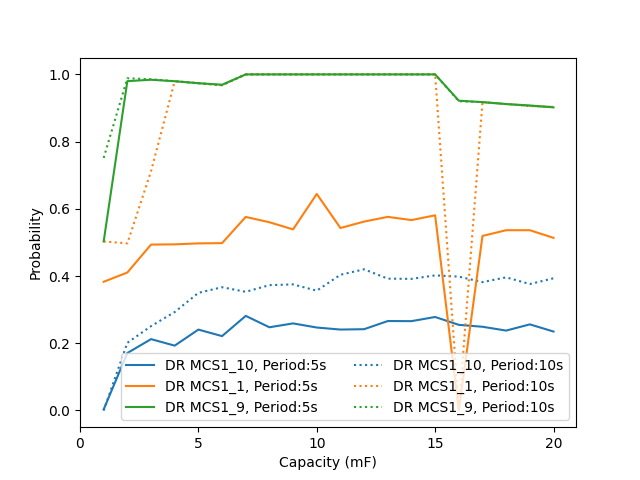 1.0
0.8
0.6
0.4
0.2
0.0
Probability
DR MCS1_10, Period:5s
DR MCS1_1, Period:5s
DR MCS1_9, Period:5s
DR MCS1_10, Period:10s
DR MCS1_1, Period:10s
DR MCS1_9, Period:10s
0 5 10 15 20
Capacity (mF)